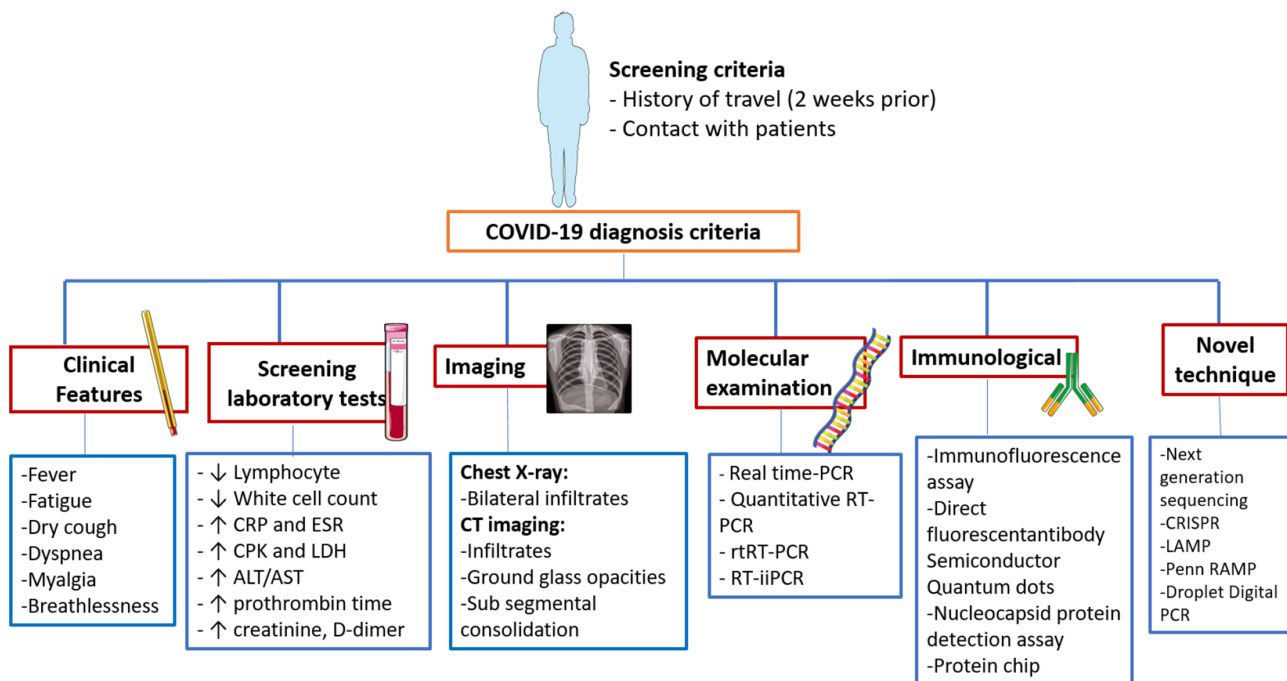 Screening criteria
- History of travel (2 weeks prior)
- Contact with patients
COVID-19 diagnosis criteria
Clinical
Features
-Fever
-Fatigue
-Dry cough
-Dyspnea
-Myalgia
-Breathlessness
Screening
laboratory tests
- ↓ Lymphocyte
- ↓ White cell count
- ↑ CRP and ESR
- ↑ CPK and LDH
- ↑ ALT/AST
- ↑ prothrombin time
- ↑ creatinine, D-dimer
Imaging
Chest X-ray:
-Bilateral infiltrates
CT imaging:
-Infiltrates
-Ground glass opacities
-Sub segmental
consolidation
Molecular
examination
- Real time-PCR
- Quantitative RT-
PCR
- rtRT-PCR
- RT-iiPCR
Immunological
-Immunofluorescence
assay
-Direct
fluorescentantibody
Semiconductor
Quantum dots
-Nucleocapsid protein
detection assay
-Protein chip
Novel
technique
-Next
generation
sequencing
-CRISPR
-LAMP
-Penn RAMP
-Droplet Digital
PCR